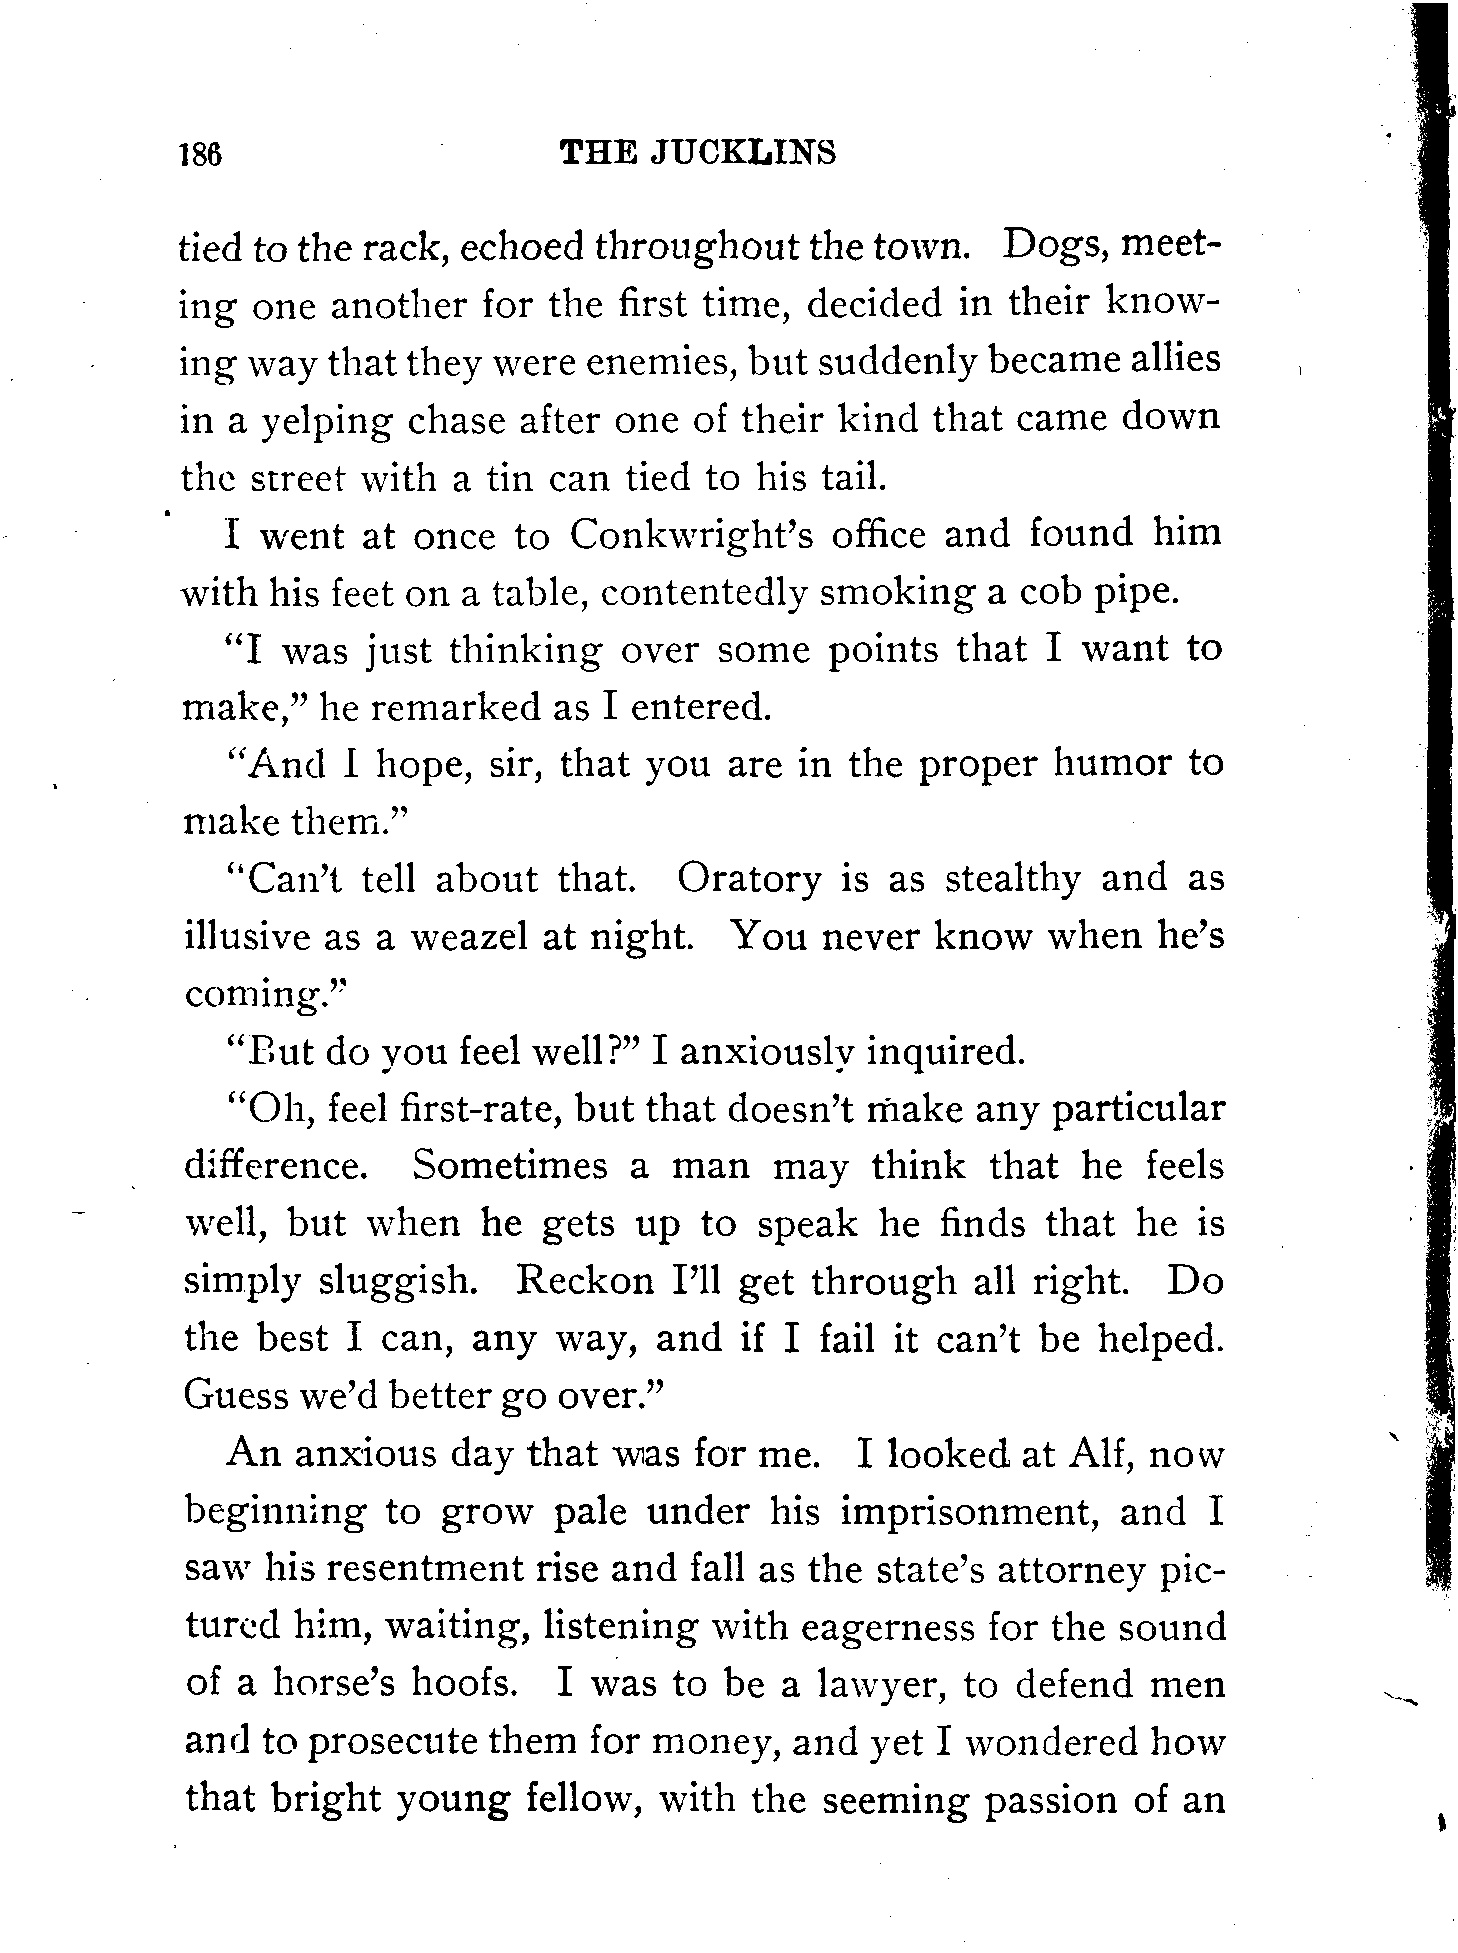 186 THE JUCKLINS
tied to the rack, echoed throughout the town. Dogs, meet-
ing one another for the first time, decided in their know-
ing way that they were enemies, but suddenly became allies
in a yelping chase after one of their kind that came down
the street with a tin can tied to his tail.
I went at once to Conkwright's office and found him
with his feet on a table, contentedly smoking a cob pipe.
"I was just thinking over some points that I want to
make," he remarked as I entered.
"And I hope, sir, that you are in the proper humor to
make them."
"Can't tell about that. Oratory is as stealthy and as
illusive as a weazel at night. You never know when he's
coming."
"But do you feel well?" I anxiously inquired.
"Oh, feel first-rate, but that doesn't make any particular
difference. Sometimes a man may think that he feels
well, but when he gets up to speak he finds that he is
simply sluggish. Reckon I'll get through all right. Do
the best I can, any way, and if I fail it can't be helped.
Guess we'd better go over."
An anxious day that was for me. I looked at Alf, now
beginning to grow pale under his imprisonment, and I
saw his resentment rise and fall as the state's attorney pic-
tured him, waiting, listening with eagerness for the sound
of a horse's hoofs. I was to be a lawyer, to defend men
and to prosecute them for money, and yet I wondered how
that bright young fellow, with the seeming passion of an